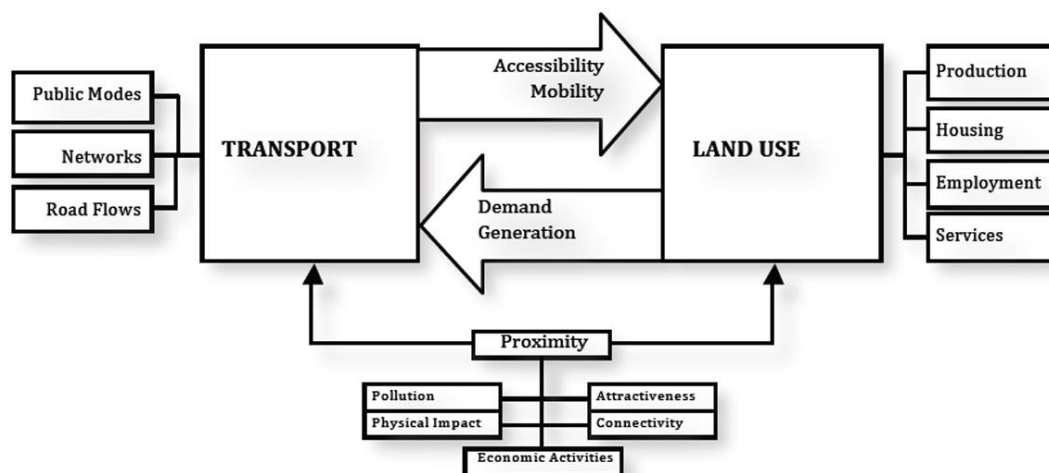 Public Modes
Networks
Road Flows
TRANSPORT
Accessibility
Mobility
Demand
Generation
LAND USE
Production
Housing
Employment
Services
Proximity
Pollution
Physical Impact
Attractiveness
Connectivity
Economic Activities